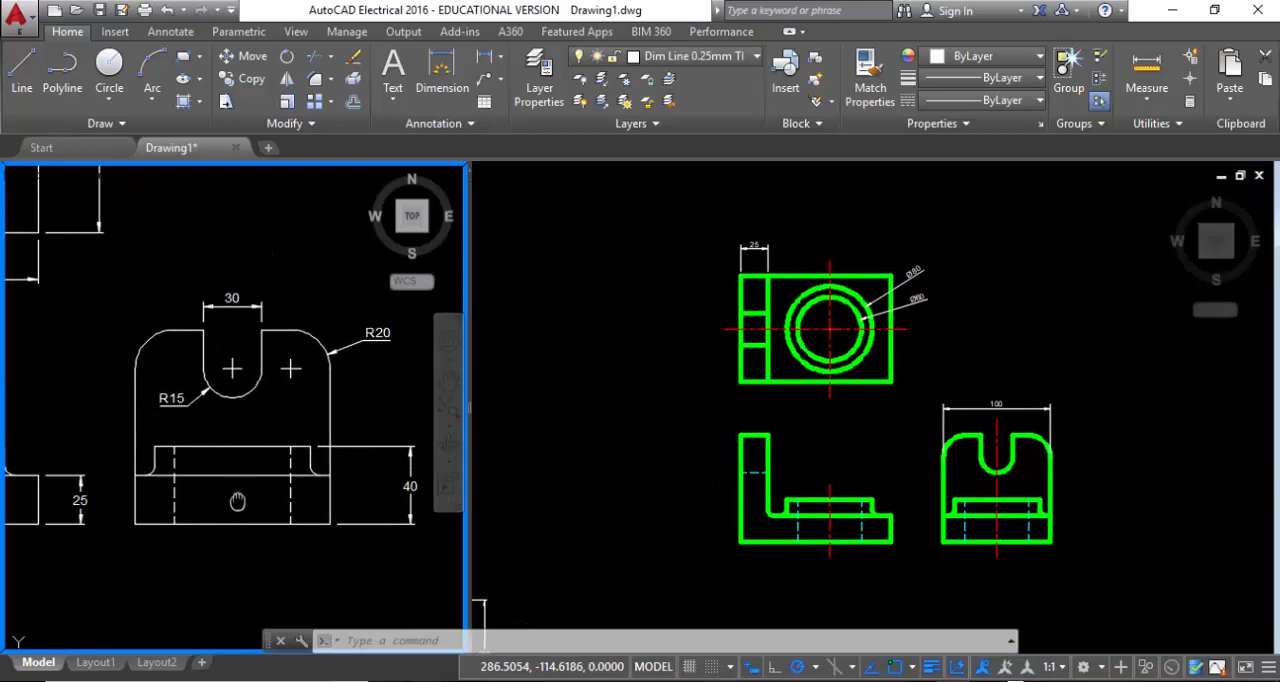 AutoCAD Electrical 2016 - EDUCATIONAL VERSION Drawing1.dwg
Type a keyword or phrase
Sign In
Home Insert Annotate Parametric View Manage Output Add-ins A360 Featured Apps BIM 360 Performance
Line Polyline Circle Arc
Move
Copy
Text Dimension
Layer Properties
Dim Line 0.25mm TI
Insert
Match Properties
ByLayer
ByLayer
ByLayer
Group
Measure
Paste
Draw Modify Annotation Layers Block Properties Groups Utilities Clipboard
Start Drawing1*
N
W TOP E
S
WCS
30
R20
R15
25
40
Y
25
Ø80
Ø60
100
N
W E
S
Type a command
Model Layout1 Layout2
286.5054, -114.6186, 0.0000 MODEL 1:1